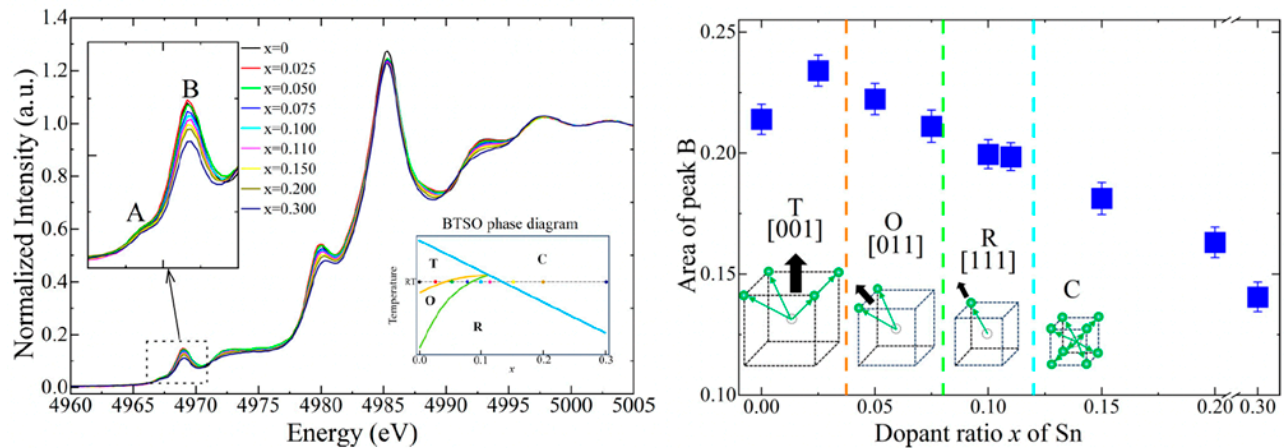 Normalized Intensity (a.u.)
1.4
1.2
1.0
0.8
0.6
0.4
0.2
0.0
4960 4965 4970 4975 4980 4985 4990 4995 5000 5005
Energy (eV)
A
B
x=0
x=0.025
x=0.050
x=0.075
x=0.100
x=0.110
x=0.150
x=0.200
x=0.300
BTSO phase diagram
Temperature
RT
T
O
R
C
0.0 0.1 0.2 0.3
x
Area of peak B
0.25
0.20
0.15
0.10
T
[001]
O
[011]
R
[111]
C
0.00 0.05 0.10 0.15 0.20 0.30
Dopant ratio x of Sn